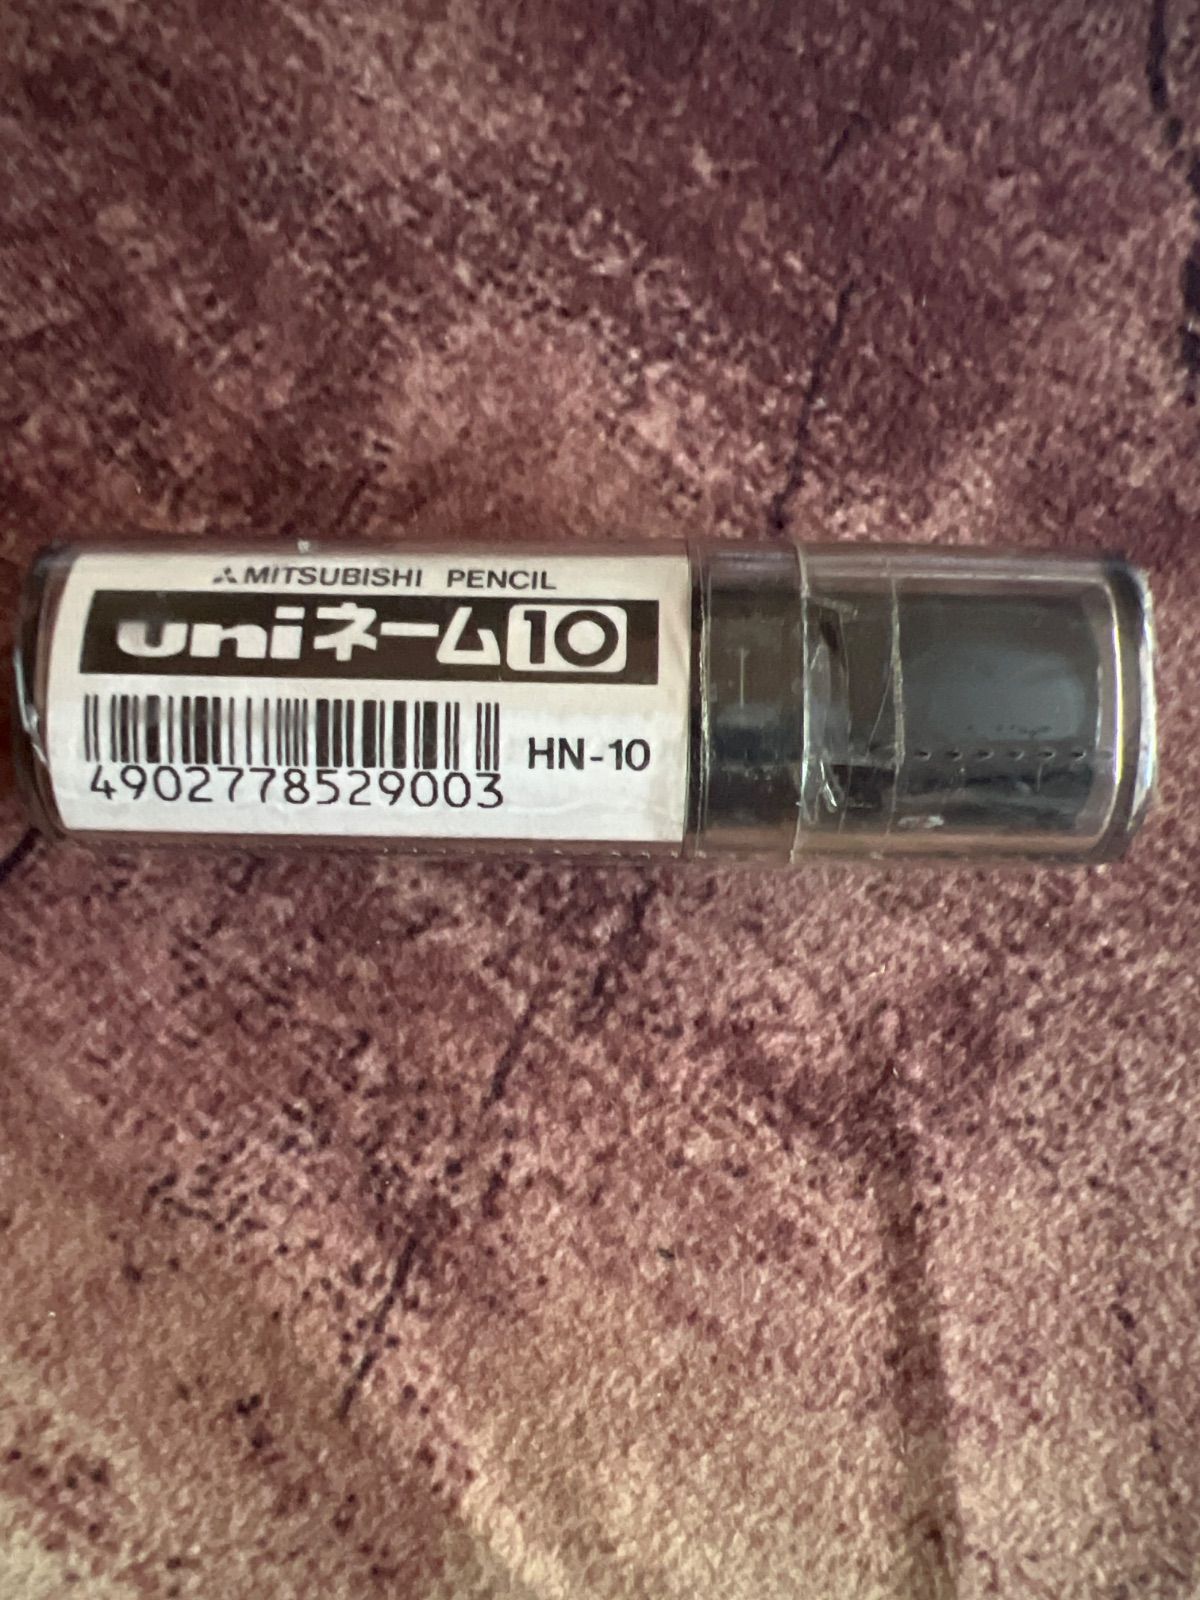 MITSUBISHI PENCIL
uniネーム10
HN-10
4902778529003